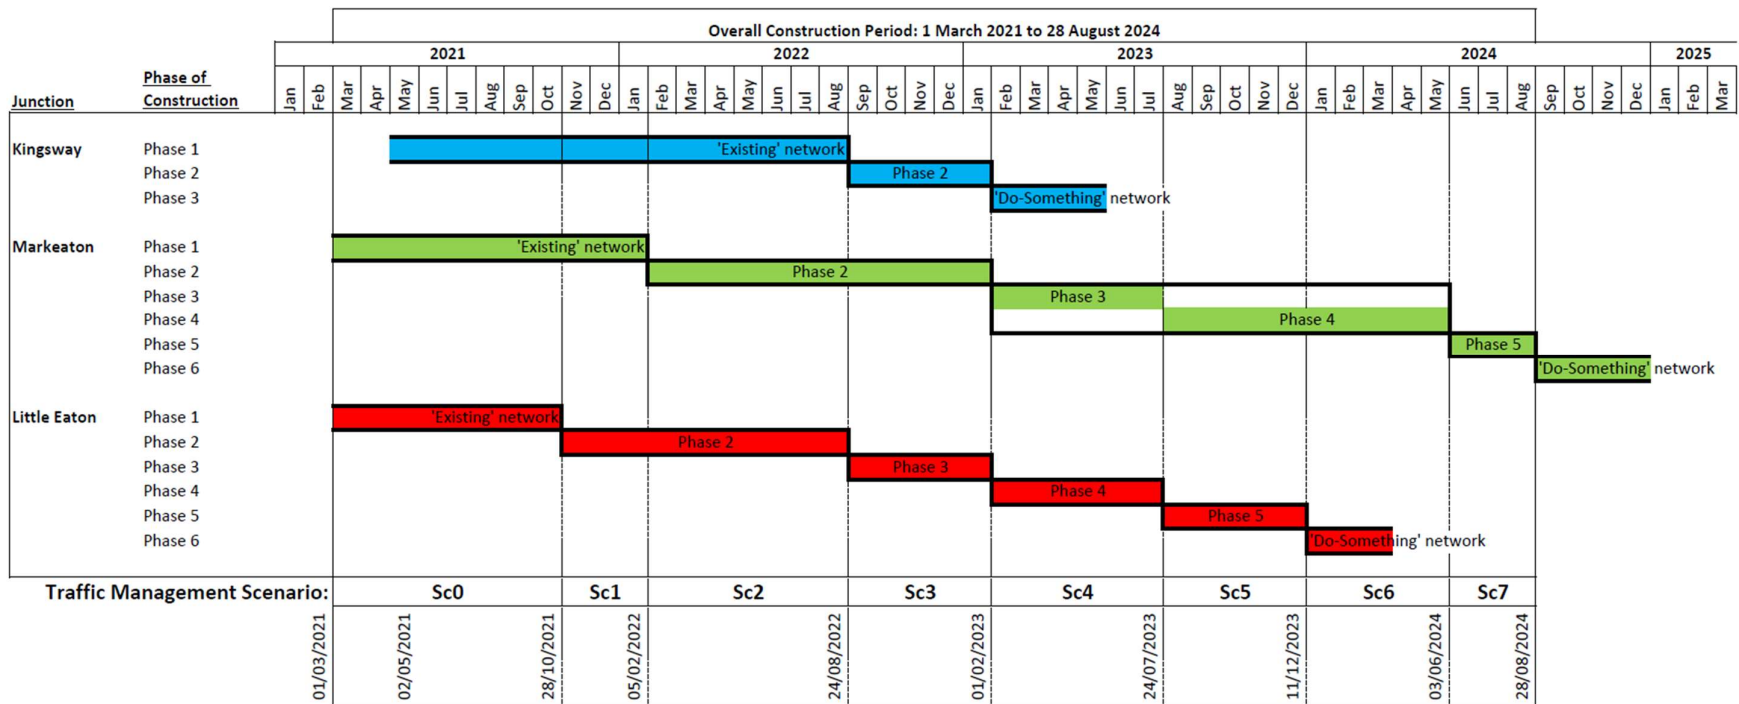 Overall Construction Period: 1 March 2021 to 28 August 2024
2021 2022 2023 2024 2025
Junction Phase of Construction Jan Feb Mar Apr May Jun Jul Aug Sep Oct Nov Dec Jan Feb Mar Apr May Jun Jul Aug Sep Oct Nov Dec Jan Feb Mar Apr May Jun Jul Aug Sep Oct Nov Dec Jan Feb Mar Apr May Jun Jul Aug Sep Oct Nov Dec Jan Feb Mar
Kingsway Phase 1 'Existing' network
Phase 2 Phase 2
Phase 3 'Do-Something' network
Markeaton Phase 1 'Existing' network
Phase 2 Phase 2
Phase 3 Phase 3
Phase 4 Phase 4
Phase 5 Phase 5
Phase 6 'Do-Something' network
Little Eaton Phase 1 'Existing' network
Phase 2 Phase 2
Phase 3 Phase 3
Phase 4 Phase 4
Phase 5 Phase 5
Phase 6 'Do-Something' network
Traffic Management Scenario: Sc0 Sc1 Sc2 Sc3 Sc4 Sc5 Sc6 Sc7
01/03/2021 02/05/2021 28/10/2021 05/02/2022 24/08/2022 01/02/2023 24/07/2023 11/12/2023 03/06/2024 28/08/2024